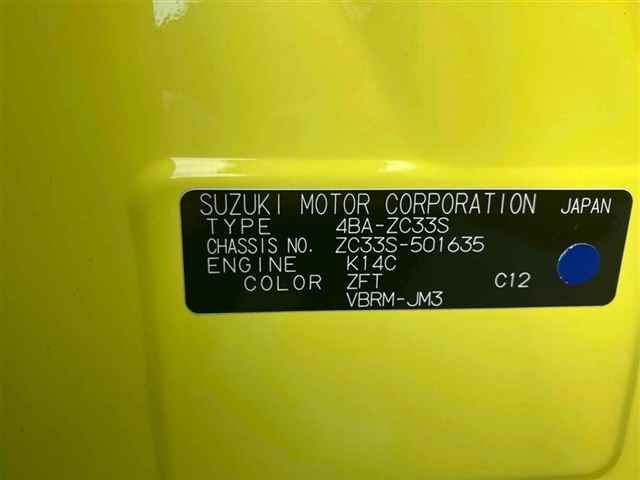 SUZUKI MOTOR CORPORATION JAPAN
TYPE 4BA-ZC33S
CHASSIS NO. ZC33S-501635
ENGINE K14C
COLOR ZFT C12
VBRM-JM3